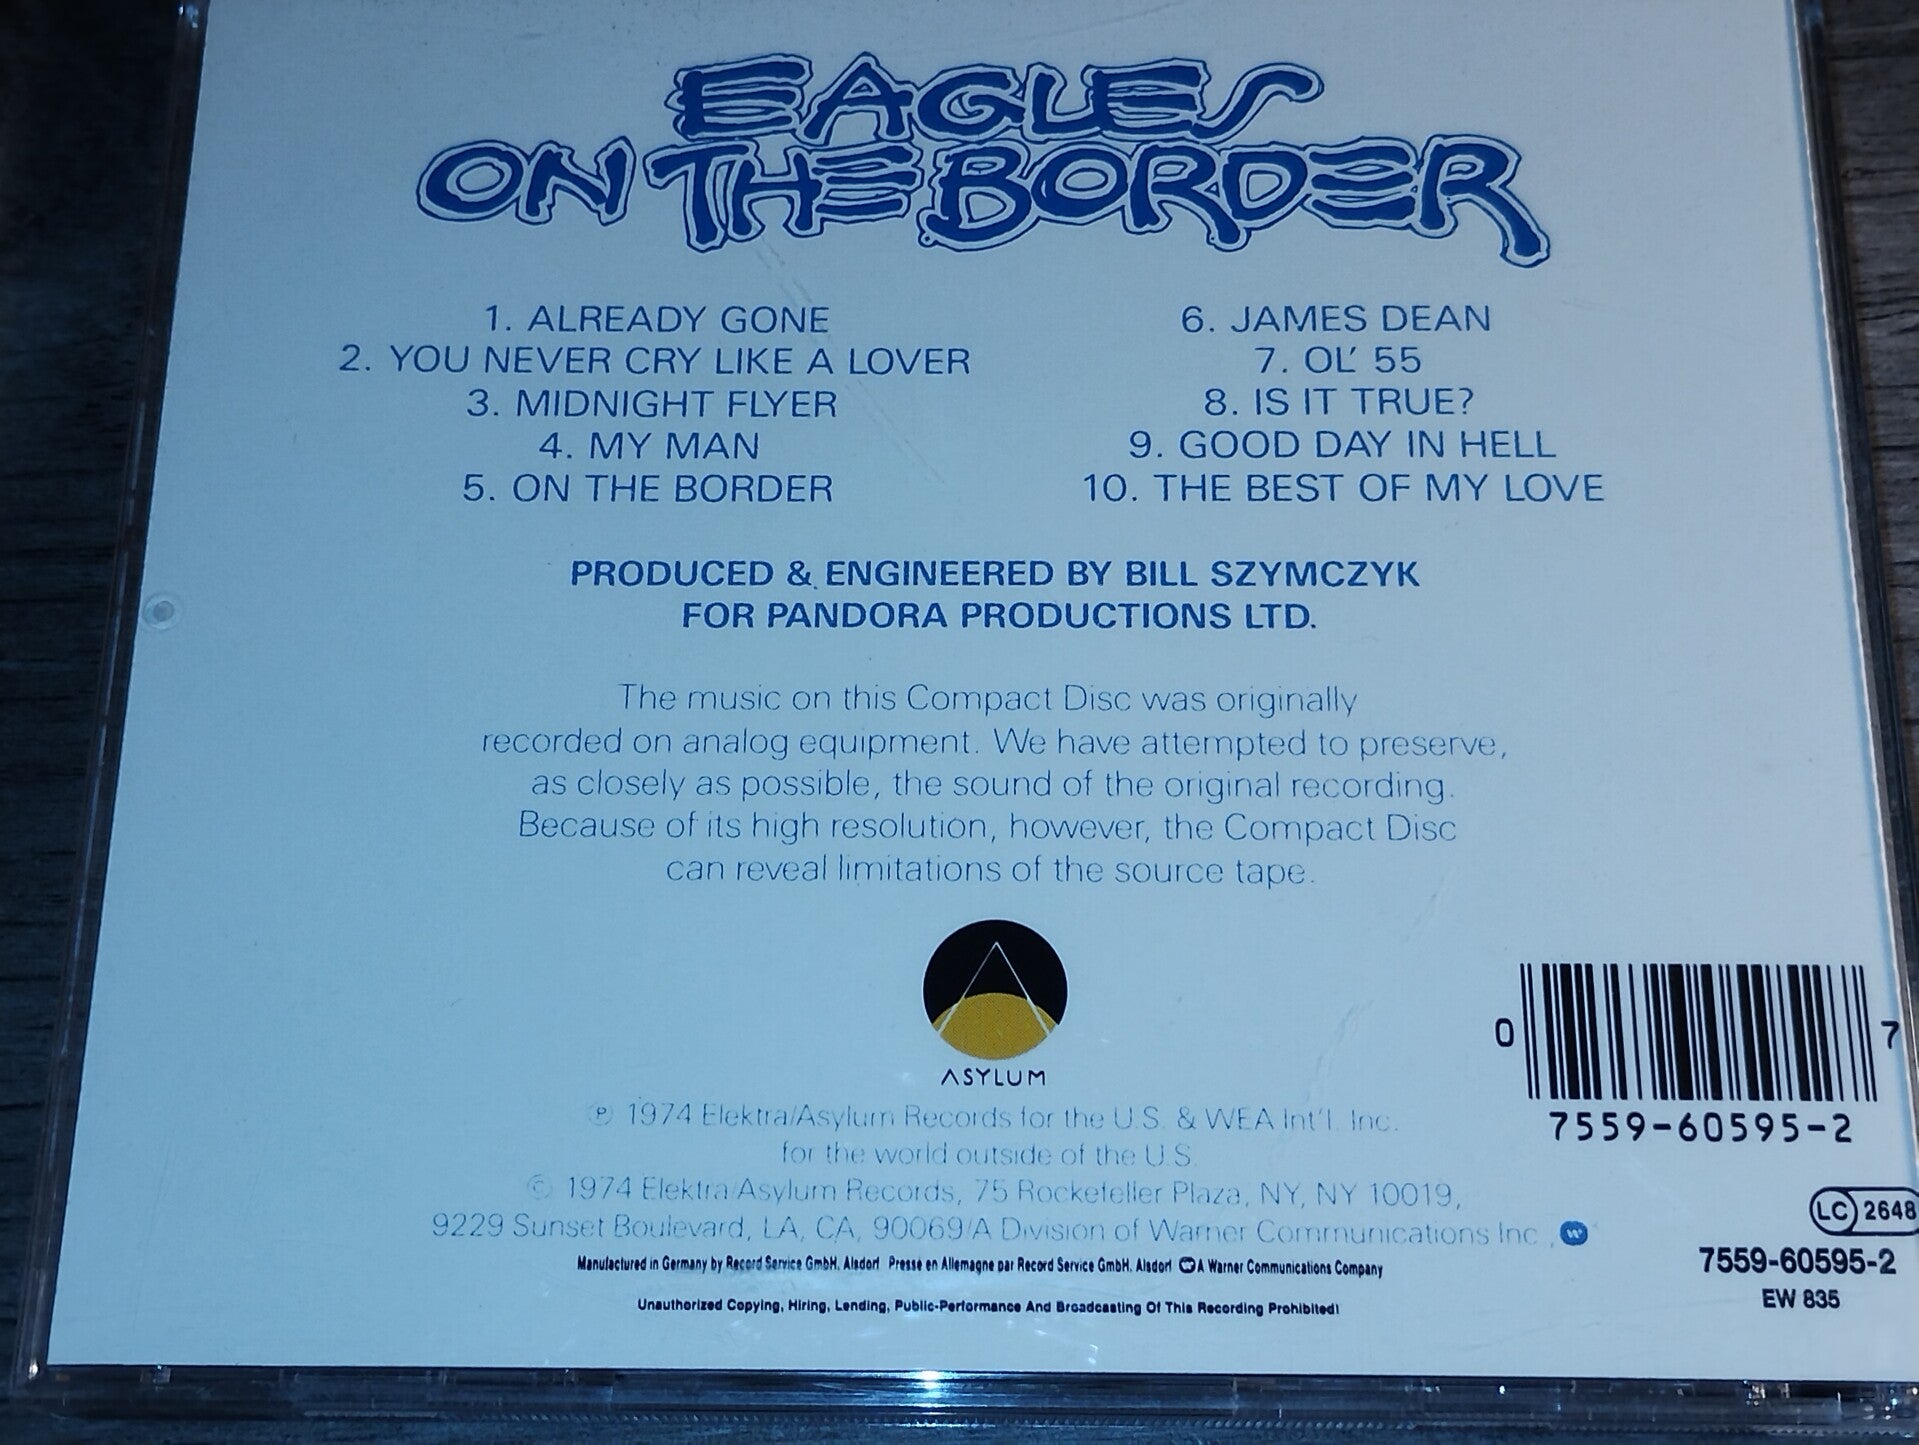 EAGLES
ON THE BORDER
1. ALREADY GONE
2. YOU NEVER CRY LIKE A LOVER
3. MIDNIGHT FLYER
4. MY MAN
5. ON THE BORDER
6. JAMES DEAN
7. OL' 55
8. IS IT TRUE?
9. GOOD DAY IN HELL
10. THE BEST OF MY LOVE
PRODUCED & ENGINEERED BY BILL SZYMCZYK
FOR PANDORA PRODUCTIONS LTD.
The music on this Compact Disc was originally
recorded on analog equipment. We have attempted to preserve,
as closely as possible, the sound of the original recording.
Because of its high resolution, however, the Compact Disc
can reveal limitations of the source tape.
ASYLUM
℗ 1974 Elektra/Asylum Records for the U.S. & WEA Int'l. Inc.
for the world outside of the U.S.
© 1974 Elektra/Asylum Records, 75 Rockefeller Plaza, NY, NY 10019,
9229 Sunset Boulevard, LA, CA, 90069/A Division of Warner Communications Inc.,
Manufactured in Germany by Record Service GmbH, Alsdorf Pressé en Allemagne par Record Service GmbH, Alsdorf A Warner Communications Company
Unauthorized Copying, Hiring, Lending, Public-Performance And Broadcasting Of This Recording Prohibited!
0 7
7559-60595-2
LC 2648
7559-60595-2
EW 835